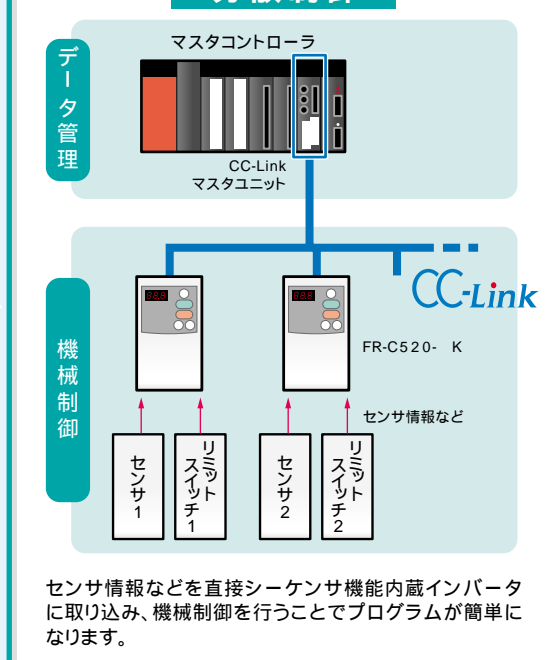 マスタコントローラ
データ管理
CC-Link
マスタユニット
CC-Link
機械制御
FR-C520- K
センサ情報など
センサ1
リミットスイッチ1
センサ2
リミットスイッチ2
センサ情報などを直接シーケンサ機能内蔵インバータ
に取り込み、機械制御を行うことでプログラムが簡単に
なります。